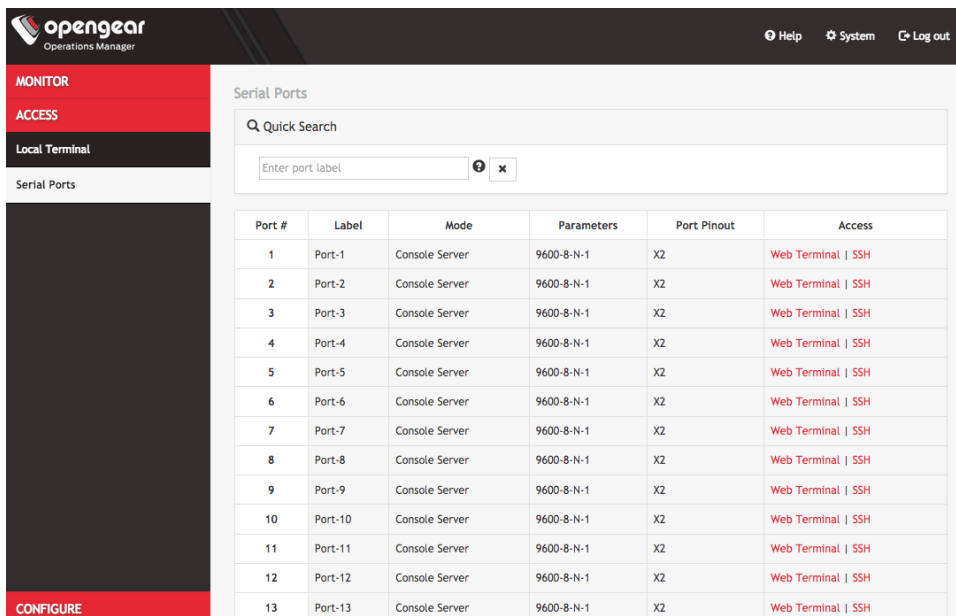 opengear
Operations Manager
Help System Log out
MONITOR
ACCESS
Local Terminal
Serial Ports
CONFIGURE
Serial Ports
Quick Search
Enter port label
Port # Label Mode Parameters Port Pinout Access
1 Port-1 Console Server 9600-8-N-1 X2 Web Terminal | SSH
2 Port-2 Console Server 9600-8-N-1 X2 Web Terminal | SSH
3 Port-3 Console Server 9600-8-N-1 X2 Web Terminal | SSH
4 Port-4 Console Server 9600-8-N-1 X2 Web Terminal | SSH
5 Port-5 Console Server 9600-8-N-1 X2 Web Terminal | SSH
6 Port-6 Console Server 9600-8-N-1 X2 Web Terminal | SSH
7 Port-7 Console Server 9600-8-N-1 X2 Web Terminal | SSH
8 Port-8 Console Server 9600-8-N-1 X2 Web Terminal | SSH
9 Port-9 Console Server 9600-8-N-1 X2 Web Terminal | SSH
10 Port-10 Console Server 9600-8-N-1 X2 Web Terminal | SSH
11 Port-11 Console Server 9600-8-N-1 X2 Web Terminal | SSH
12 Port-12 Console Server 9600-8-N-1 X2 Web Terminal | SSH
13 Port-13 Console Server 9600-8-N-1 X2 Web Terminal | SSH